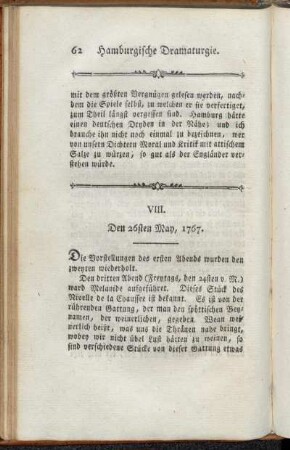 62 Hamburgische Dramaturgie.
mit dem größten Vergnügen gelesen werden, nach-
dem die Spiele selbst, zu welchen er sie verfertiget,
zum Theil längst vergessen sind. Hamburg hätte
einen deutschen Dryden in der Nähe; und ich
brauche ihn nicht noch einmal zu bezeichnen, wer
von unsern Dichtern Moral und Kritik mit attischem
Salze zu würzen, so gut als der Engländer ver-
stehen würde.
VIII.
Den 26sten May, 1767.
Die Vorstellungen des ersten Abends wurden den
zweyten wiederholt.
Den dritten Abend (Freytags, den 24sten v. M.)
ward Melanide aufgeführet. Dieses Stück des
Nivelle de la Chaussee ist bekannt. Es ist von der
rührenden Gattung, der man den spöttischen Bey-
namen, der weinerlichen, gegeben. Wenn wei-
nerlich heißt, was uns die Thränen nahe bringt,
wobey wir nicht übel Lust hätten zu weinen, so
sind verschiedene Stücke von dieser Gattung etwas